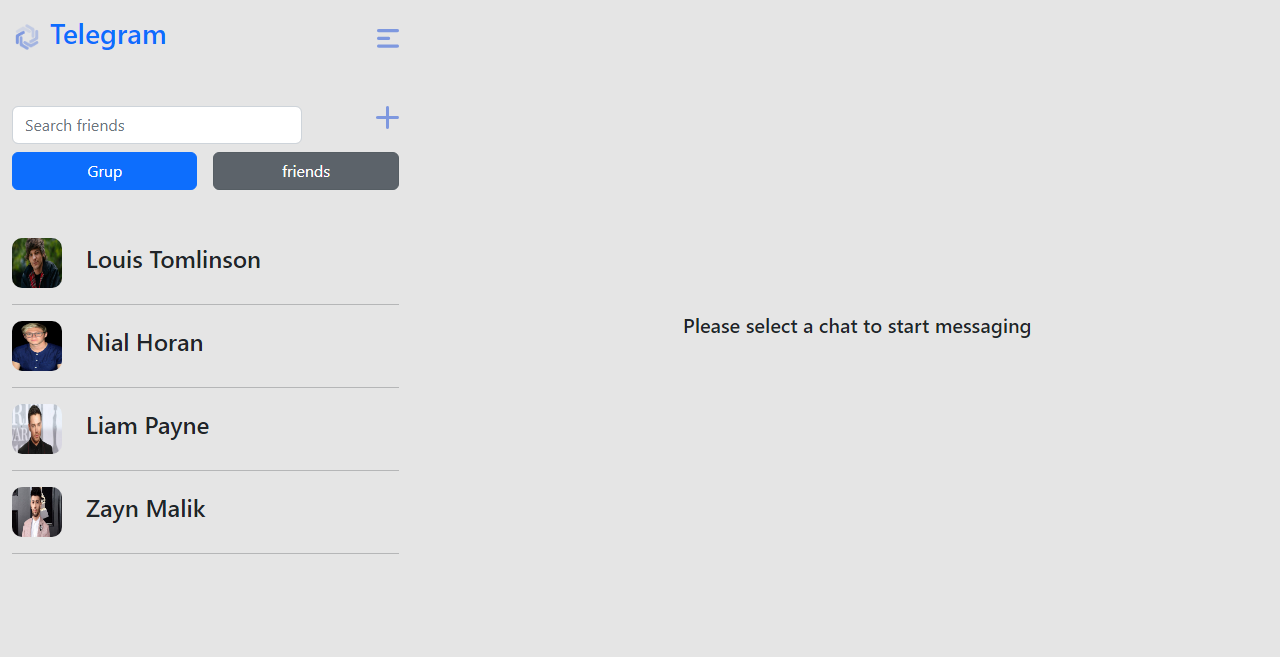 Telegram
Search friends
Grup
friends
Louis Tomlinson
Nial Horan
Liam Payne
Zayn Malik
Please select a chat to start messaging